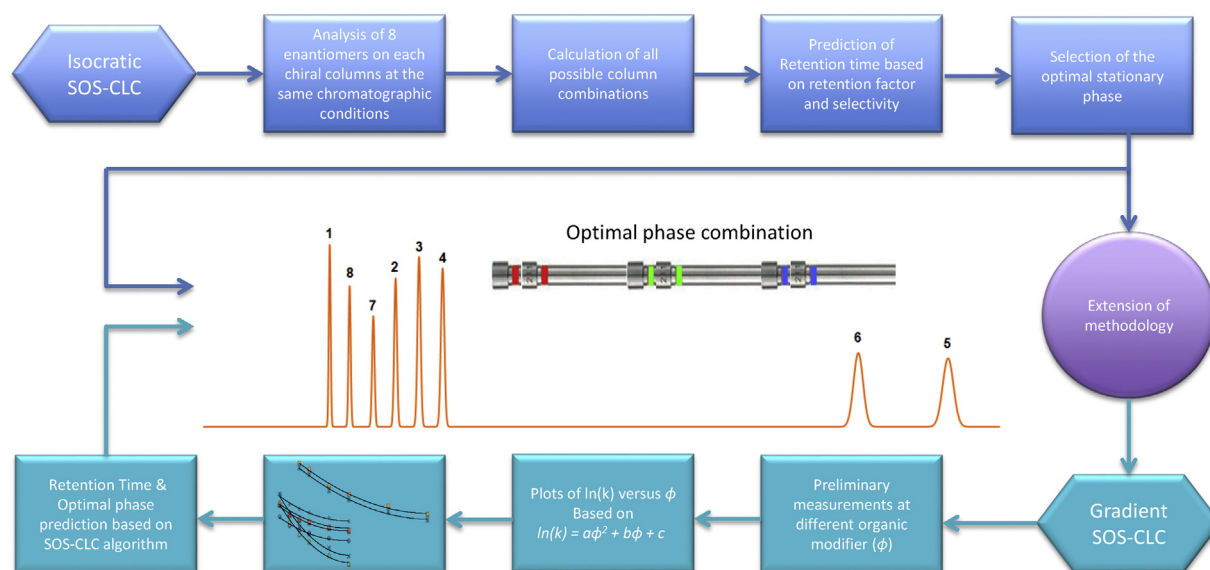 Isocratic
SOS-CLC
Analysis of 8
enantiomers on each
chiral columns at the
same chromatographic
conditions
Calculation of all
possible column
combinations
Prediction of
Retention time based
on retention factor
and selectivity
Selection of the
optimal stationary
phase
Optimal phase combination
1
8
7
2
3
4
6
5
Extension of
methodology
Retention Time &
Optimal phase
prediction based on
SOS-CLC algorithm
Plots of ln(k) versus ϕ
Based on
ln(k) = aϕ² + bϕ + c
Preliminary
measurements at
different organic
modifier (ϕ)
Gradient
SOS-CLC